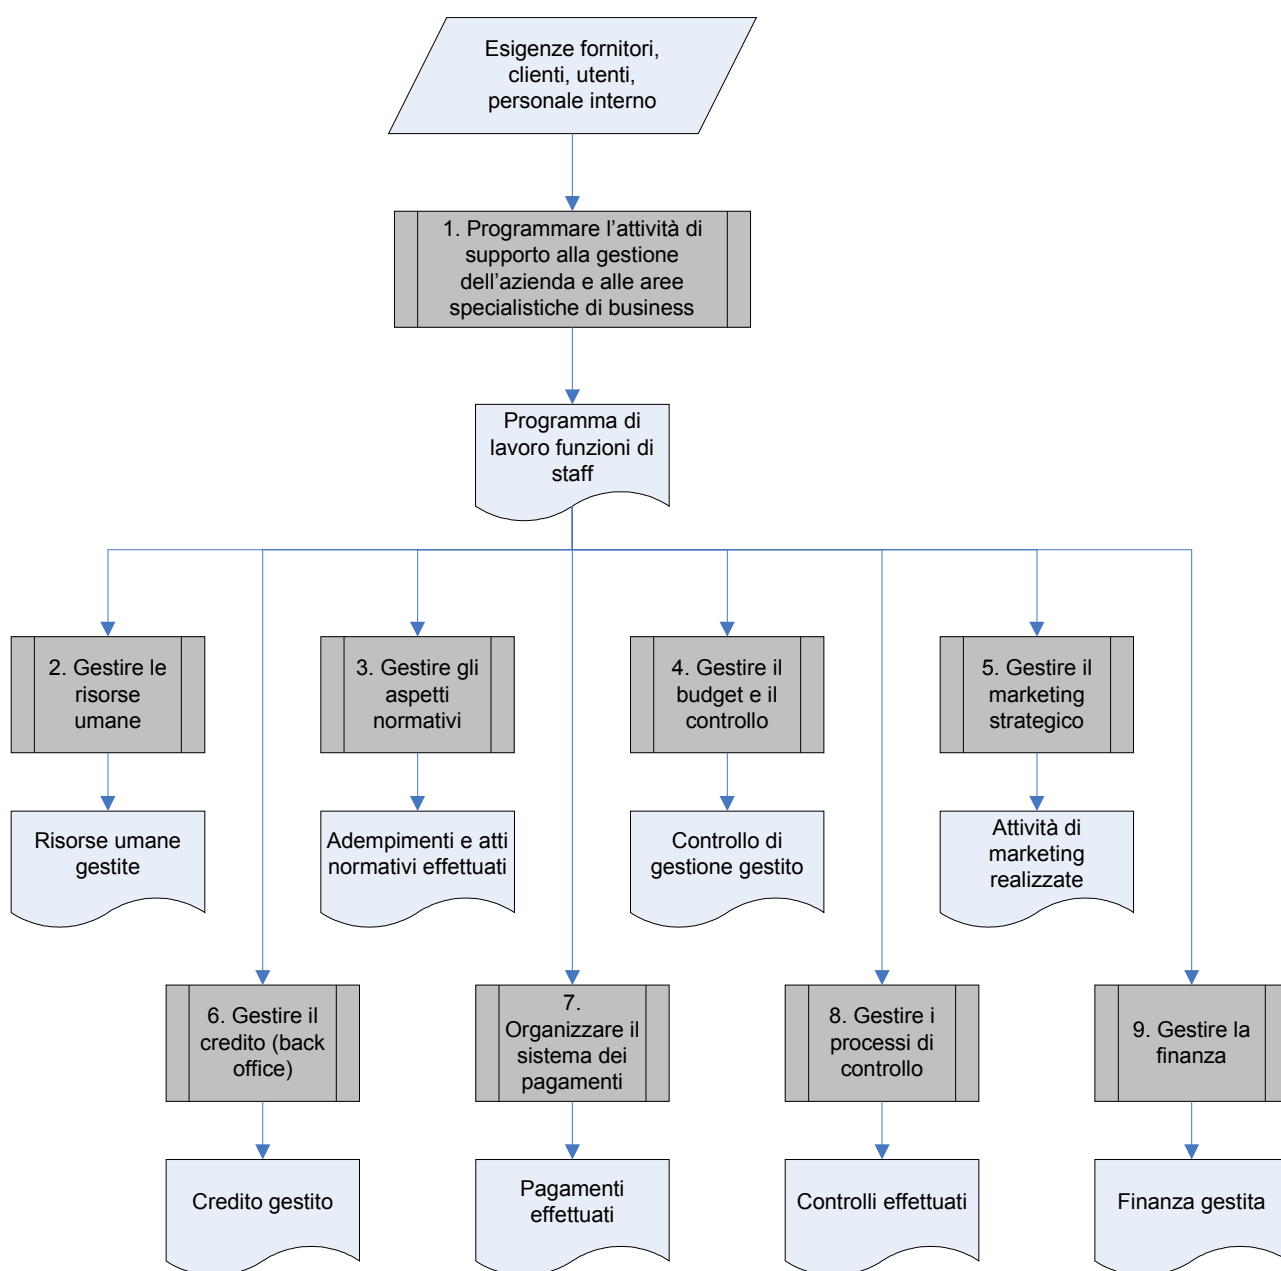 Esigenze fornitori,
clienti, utenti,
personale interno
1. Programmare l’attività di
supporto alla gestione
dell’azienda e alle aree
specialistiche di business
Programma di
lavoro funzioni di
staff
2. Gestire le
risorse
umane
3. Gestire gli
aspetti
normativi
4. Gestire il
budget e il
controllo
5. Gestire il
marketing
strategico
Risorse umane
gestite
Adempimenti e atti
normativi effettuati
Controllo di
gestione gestito
Attività di
marketing
realizzate
6. Gestire il
credito (back
office)
7.
Organizzare il
sistema dei
pagamenti
8. Gestire i
processi di
controllo
9. Gestire la
finanza
Credito gestito
Pagamenti
effettuati
Controlli effettuati
Finanza gestita